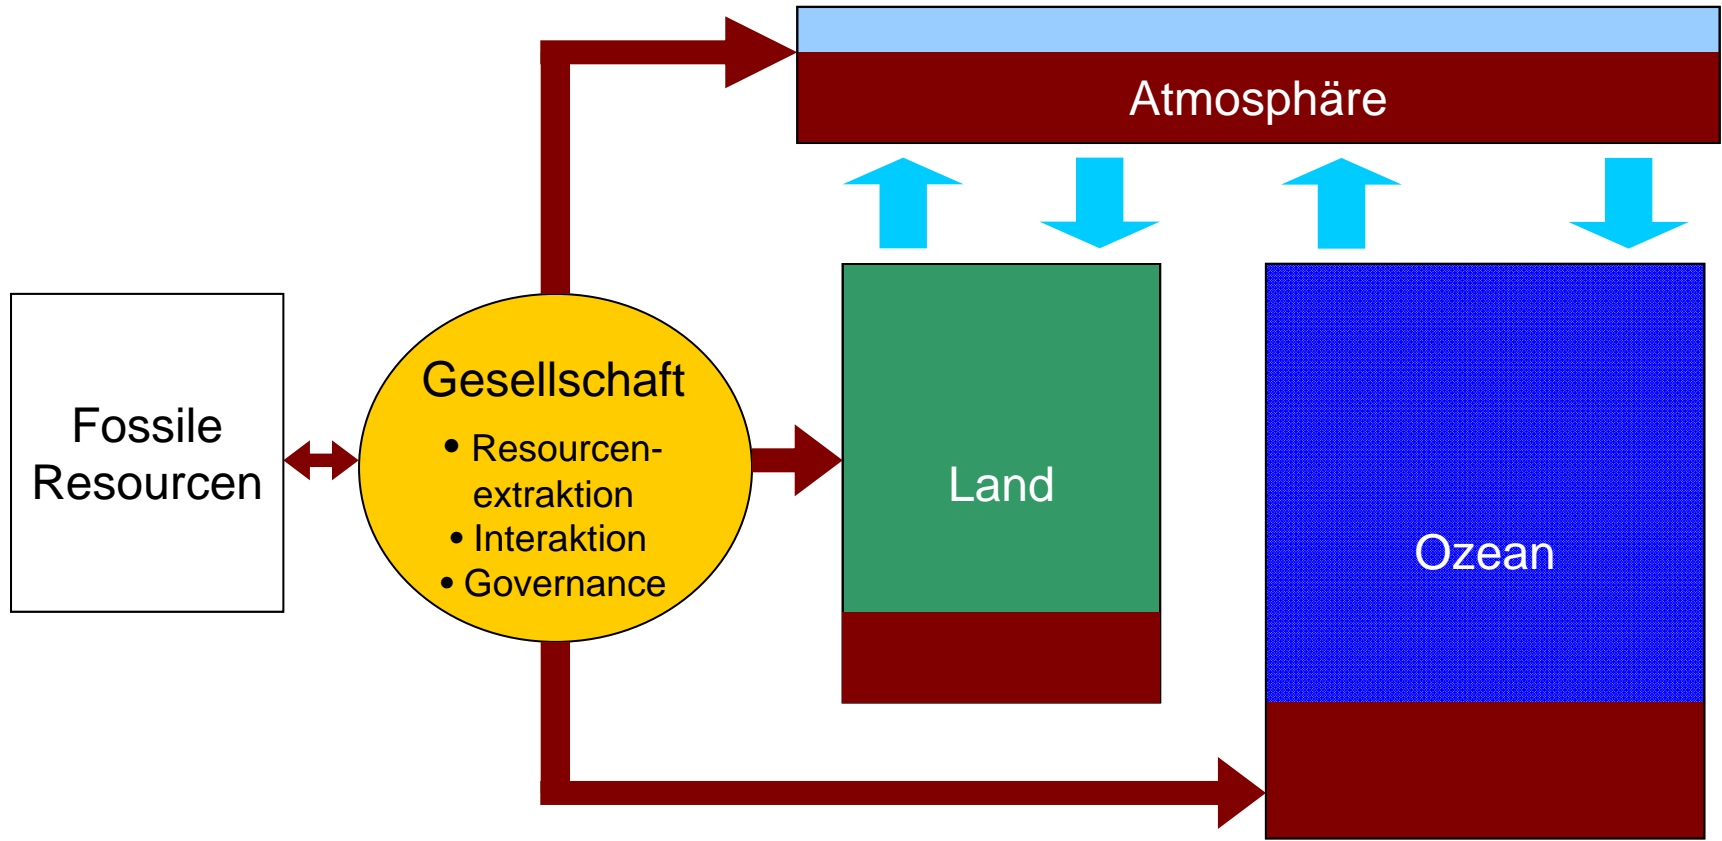 Atmosphäre
Fossile
Resourcen
Gesellschaft
• Resourcen-
extraktion
• Interaktion
• Governance
Land
Ozean